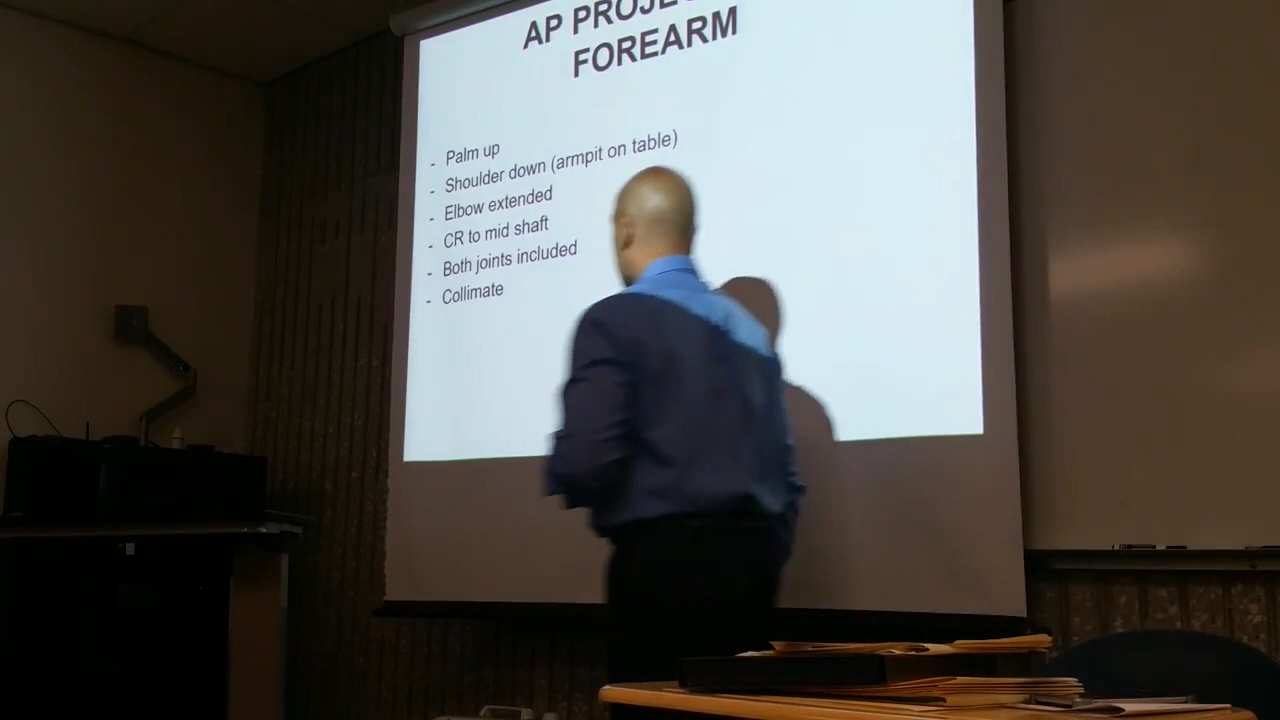 AP PROJEC
FOREARM
- Palm up
- Shoulder down (armpit on table)
- Elbow extended
- CR to mid shaft
- Both joints included
- Collimate